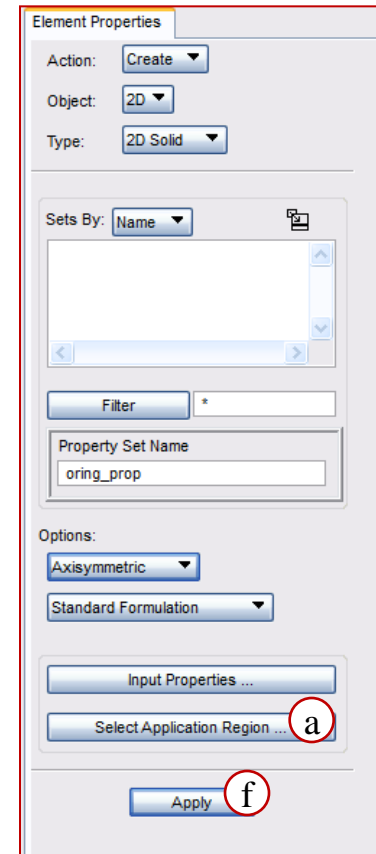 Element Properties
Action: Create
Object: 2D
Type: 2D Solid
Sets By: Name
Filter *
Property Set Name
oring_prop
Options:
Axisymmetric
Standard Formulation
Input Properties ...
Select Application Region ... a
Apply f